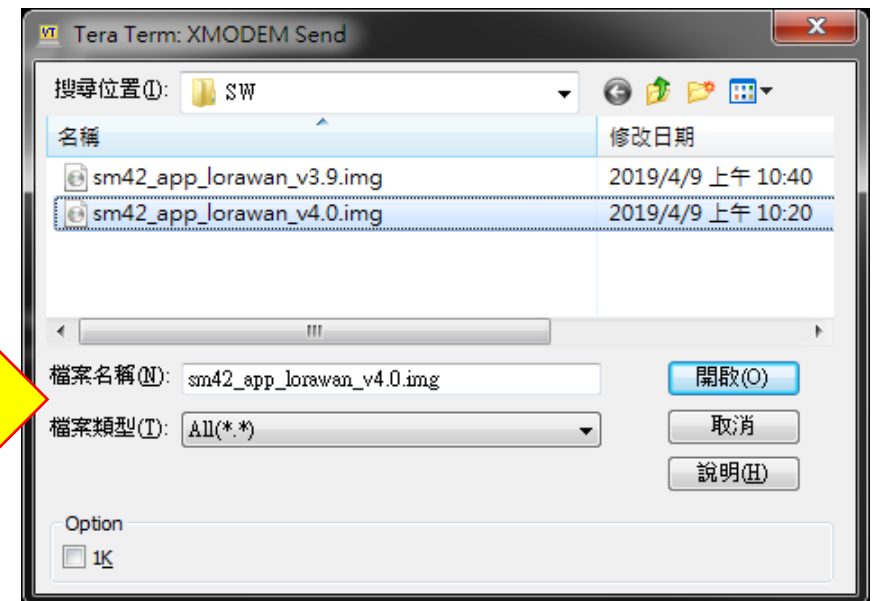 Tera Term: XMODEM Send
搜尋位置(I): SW
名稱 修改日期
sm42_app_lorawan_v3.9.img 2019/4/9 上午 10:40
sm42_app_lorawan_v4.0.img 2019/4/9 上午 10:20
檔案名稱(N): sm42_app_lorawan_v4.0.img 開啟(O)
檔案類型(T): All(*.*) 取消
說明(H)
Option
1K